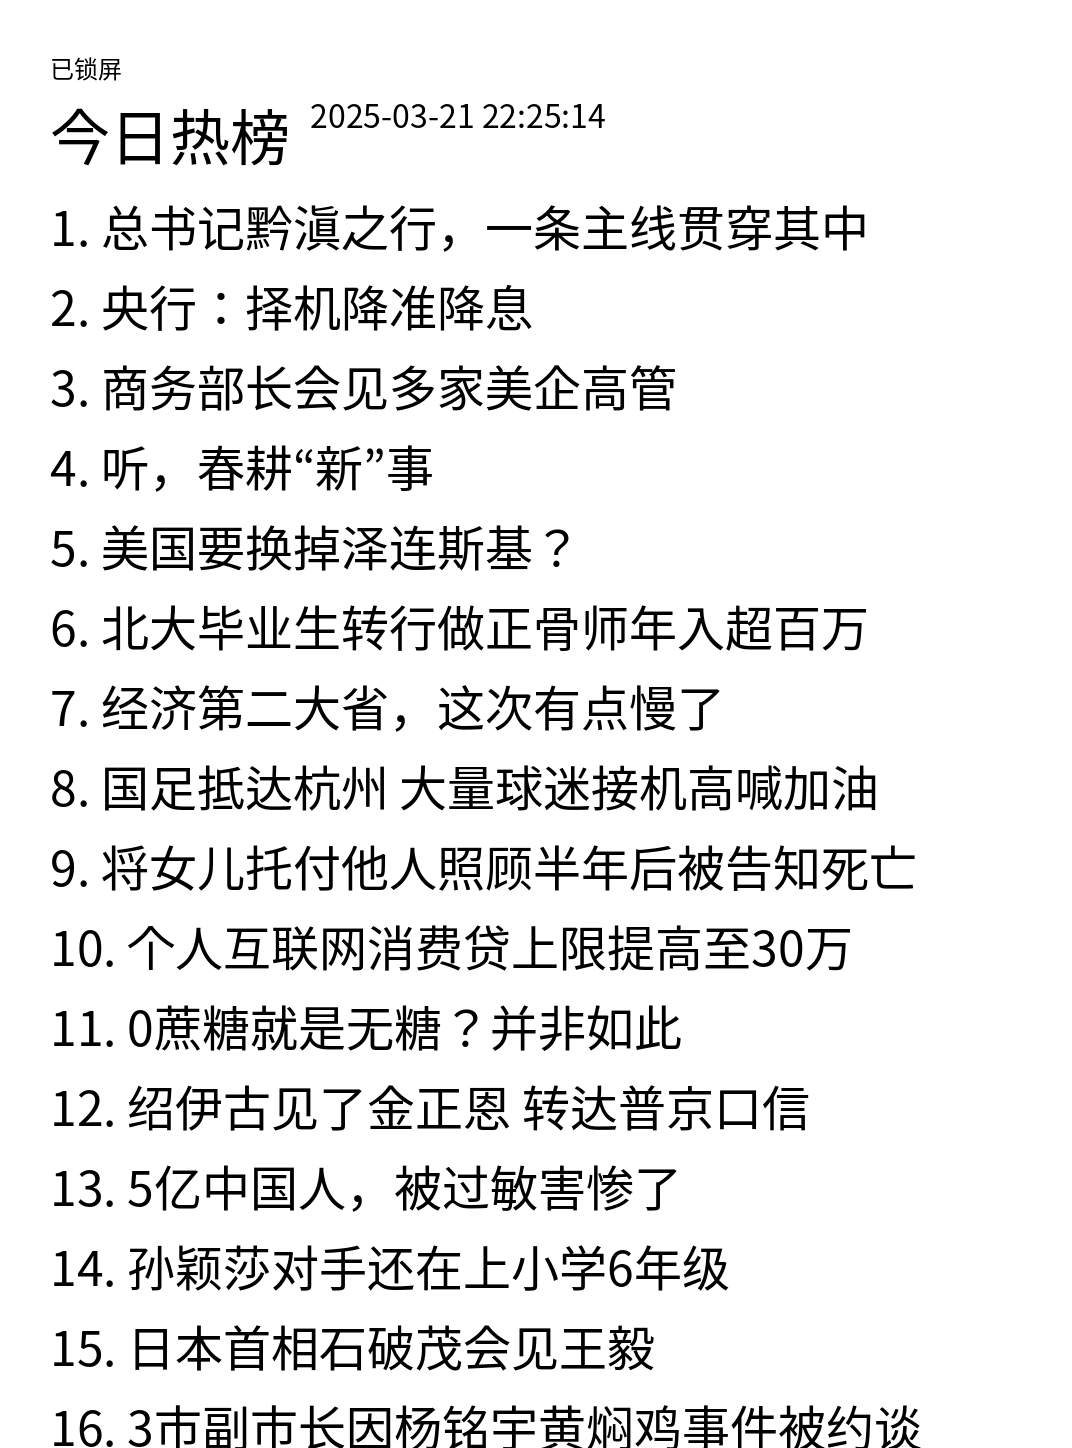 已锁屏
今日热榜 2025-03-21 22:25:14
1. 总书记黔滇之行，一条主线贯穿其中
2. 央行：择机降准降息
3. 商务部长会见多家美企高管
4. 听，春耕“新”事
5. 美国要换掉泽连斯基？
6. 北大毕业生转行做正骨师年入超百万
7. 经济第二大省，这次有点慢了
8. 国足抵达杭州 大量球迷接机高喊加油
9. 将女儿托付他人照顾半年后被告知死亡
10. 个人互联网消费贷上限提高至30万
11. 0蔗糖就是无糖？并非如此
12. 绍伊古见了金正恩 转达普京口信
13. 5亿中国人，被过敏害惨了
14. 孙颖莎对手还在上小学6年级
15. 日本首相石破茂会见王毅
16. 3市副市长因杨铭宇黄焖鸡事件被约谈